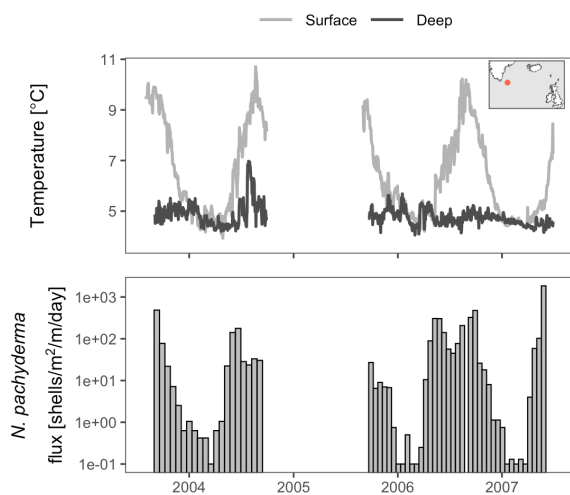 Surface Deep
Temperature [°C]
11
9
7
5
N. pachyderma
flux [shells/m²/m/day]
1e+03
1e+02
1e+01
1e+00
1e-01
2004 2005 2006 2007